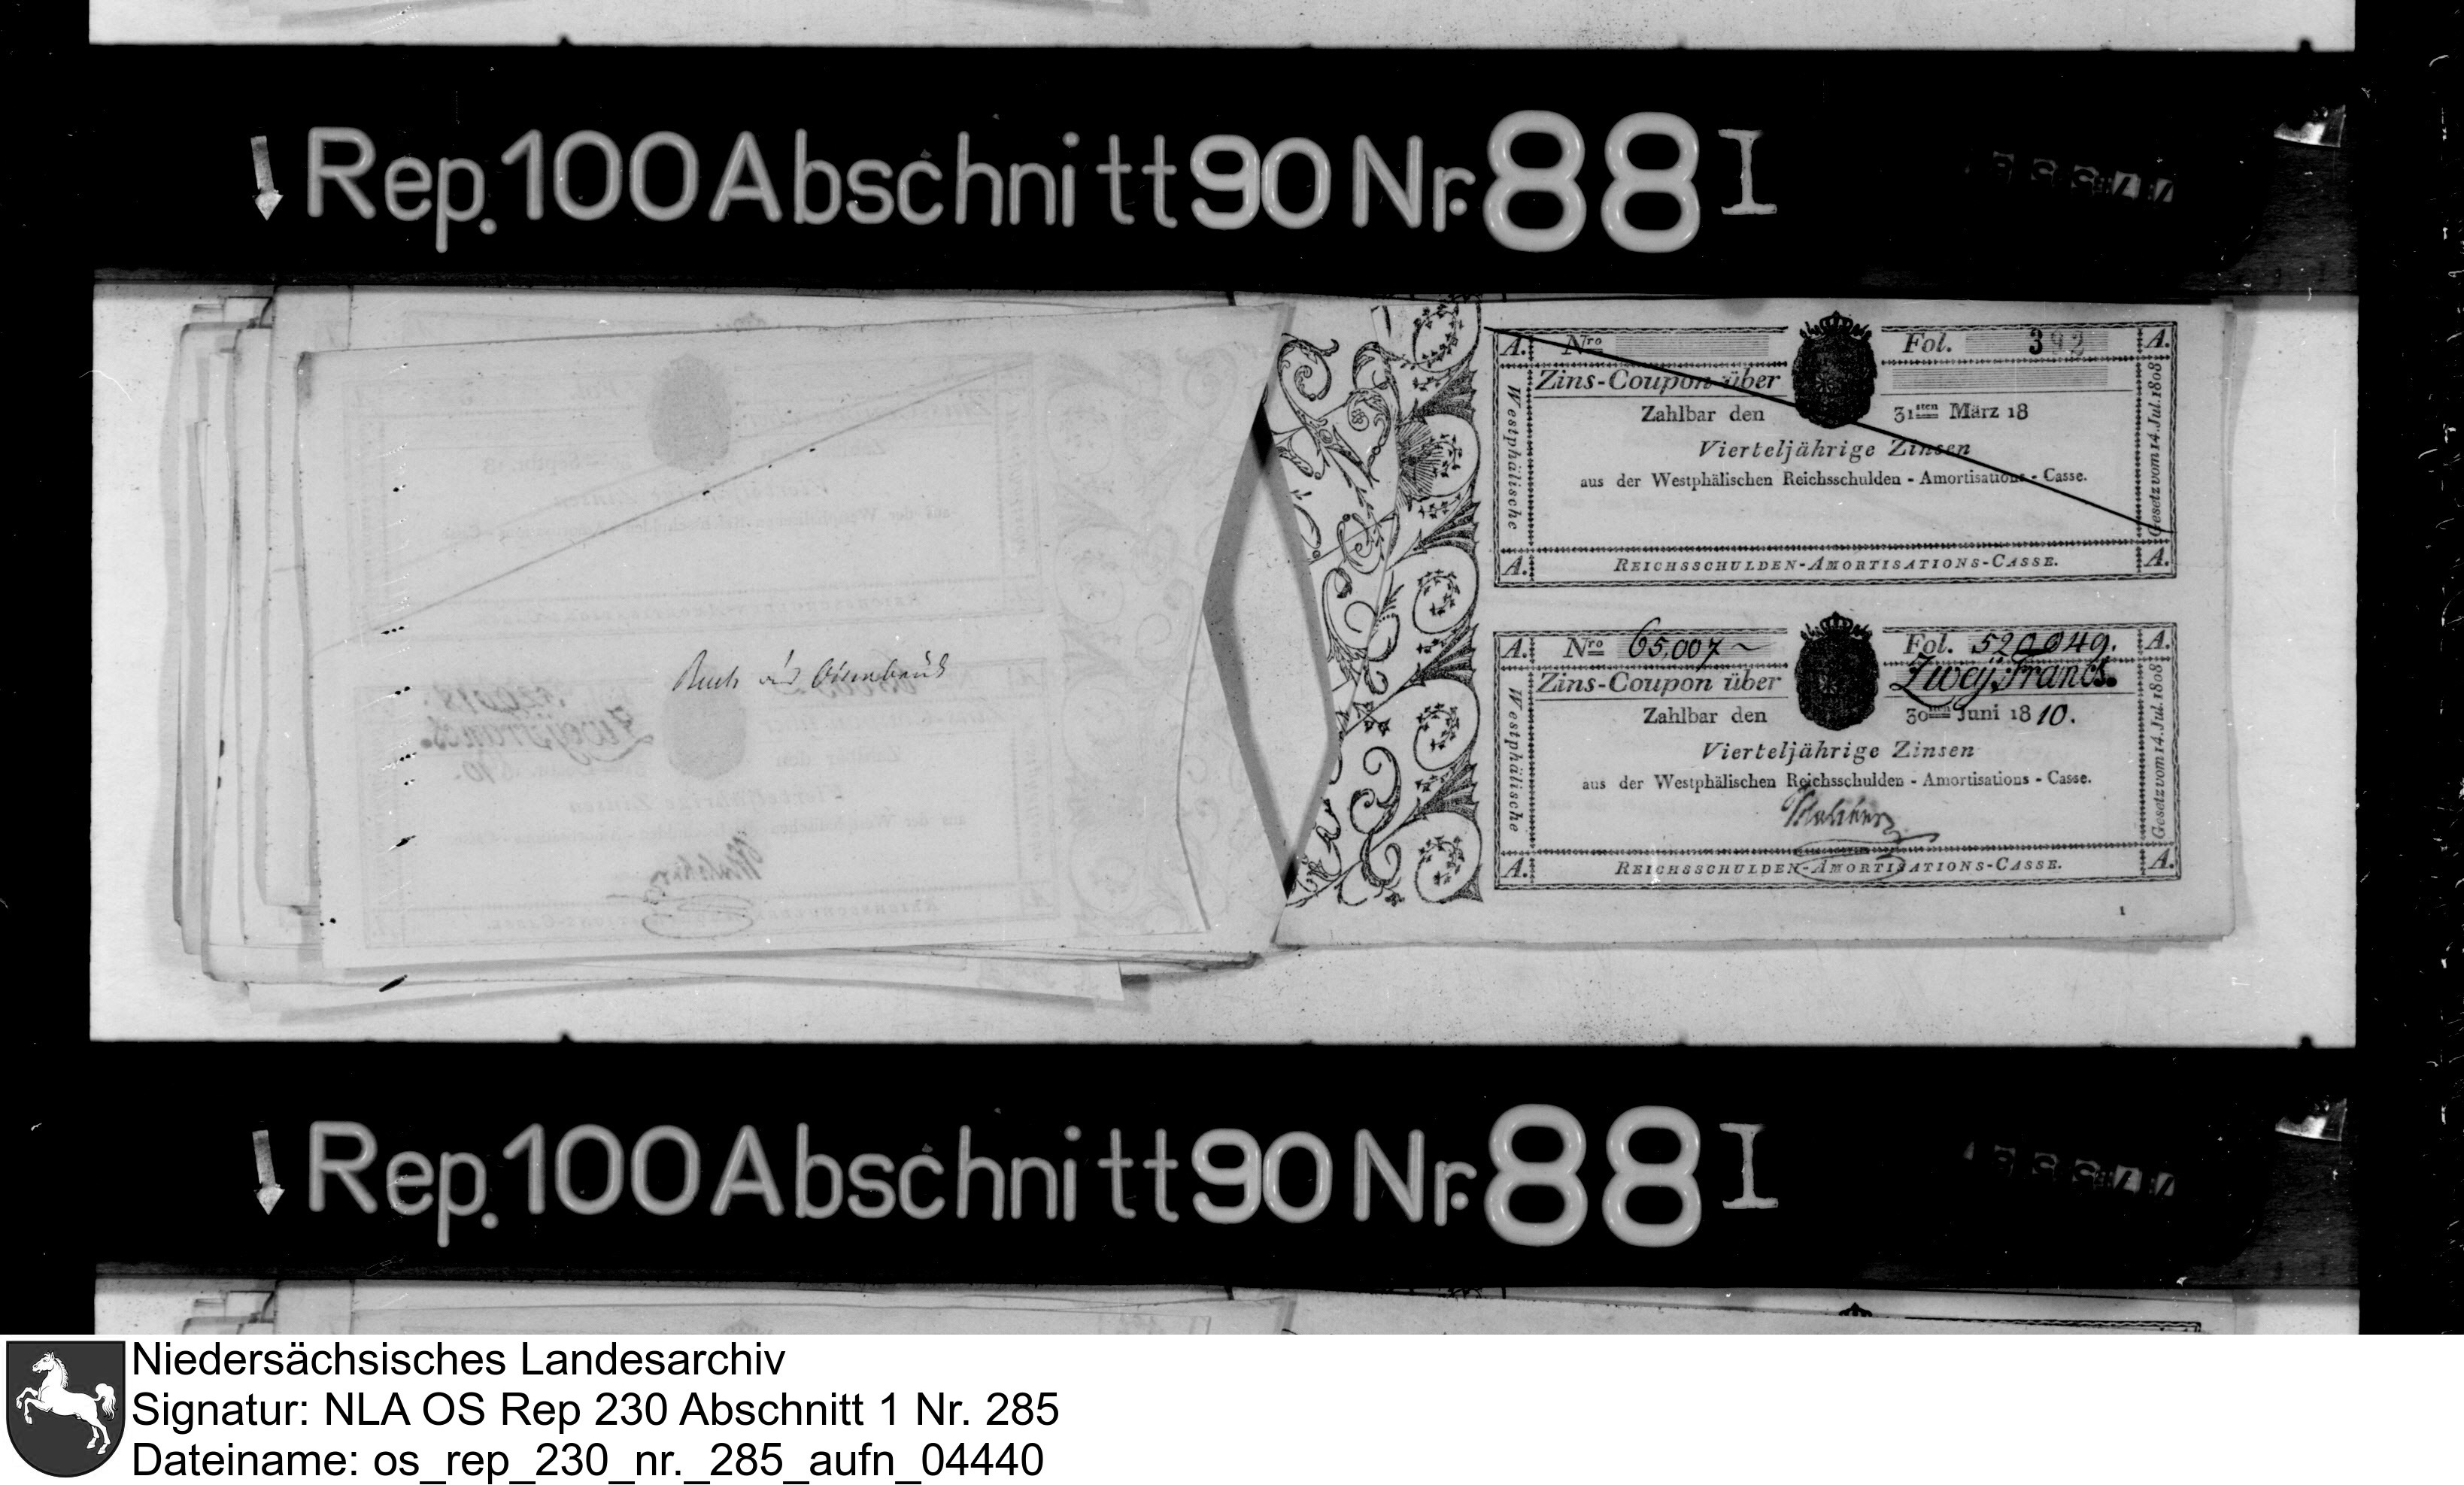 Rep. 100 Abschnitt 90 Nr. 88 I
A. Nro Fol. 392 A.
Zins-Coupon über
Zahlbar den 31sten März 18
Vierteljährige Zinsen
aus der Westphälischen Reichsschulden - Amortisations - Casse.
Westphälische
Gesetz vom 14. Jul. 1808
A. REICHSSCHULDEN-AMORTISATIONS-CASSE. A.
A. Nro 65,007 Fol. 520049. A.
Zins-Coupon über Zwey Francs.
Zahlbar den 30sten Juni 1810.
Vierteljährige Zinsen
aus der Westphälischen Reichsschulden - Amortisations - Casse.
Westphälische
Gesetz vom 14. Jul. 1808
A. REICHSSCHULDEN-AMORTISATIONS-CASSE. A.
1
Rep. 100 Abschnitt 90 Nr. 88 I
Niedersächsisches Landesarchiv
Signatur: NLA OS Rep 230 Abschnitt 1 Nr. 285
Dateiname: os_rep_230_nr._285_aufn_04440